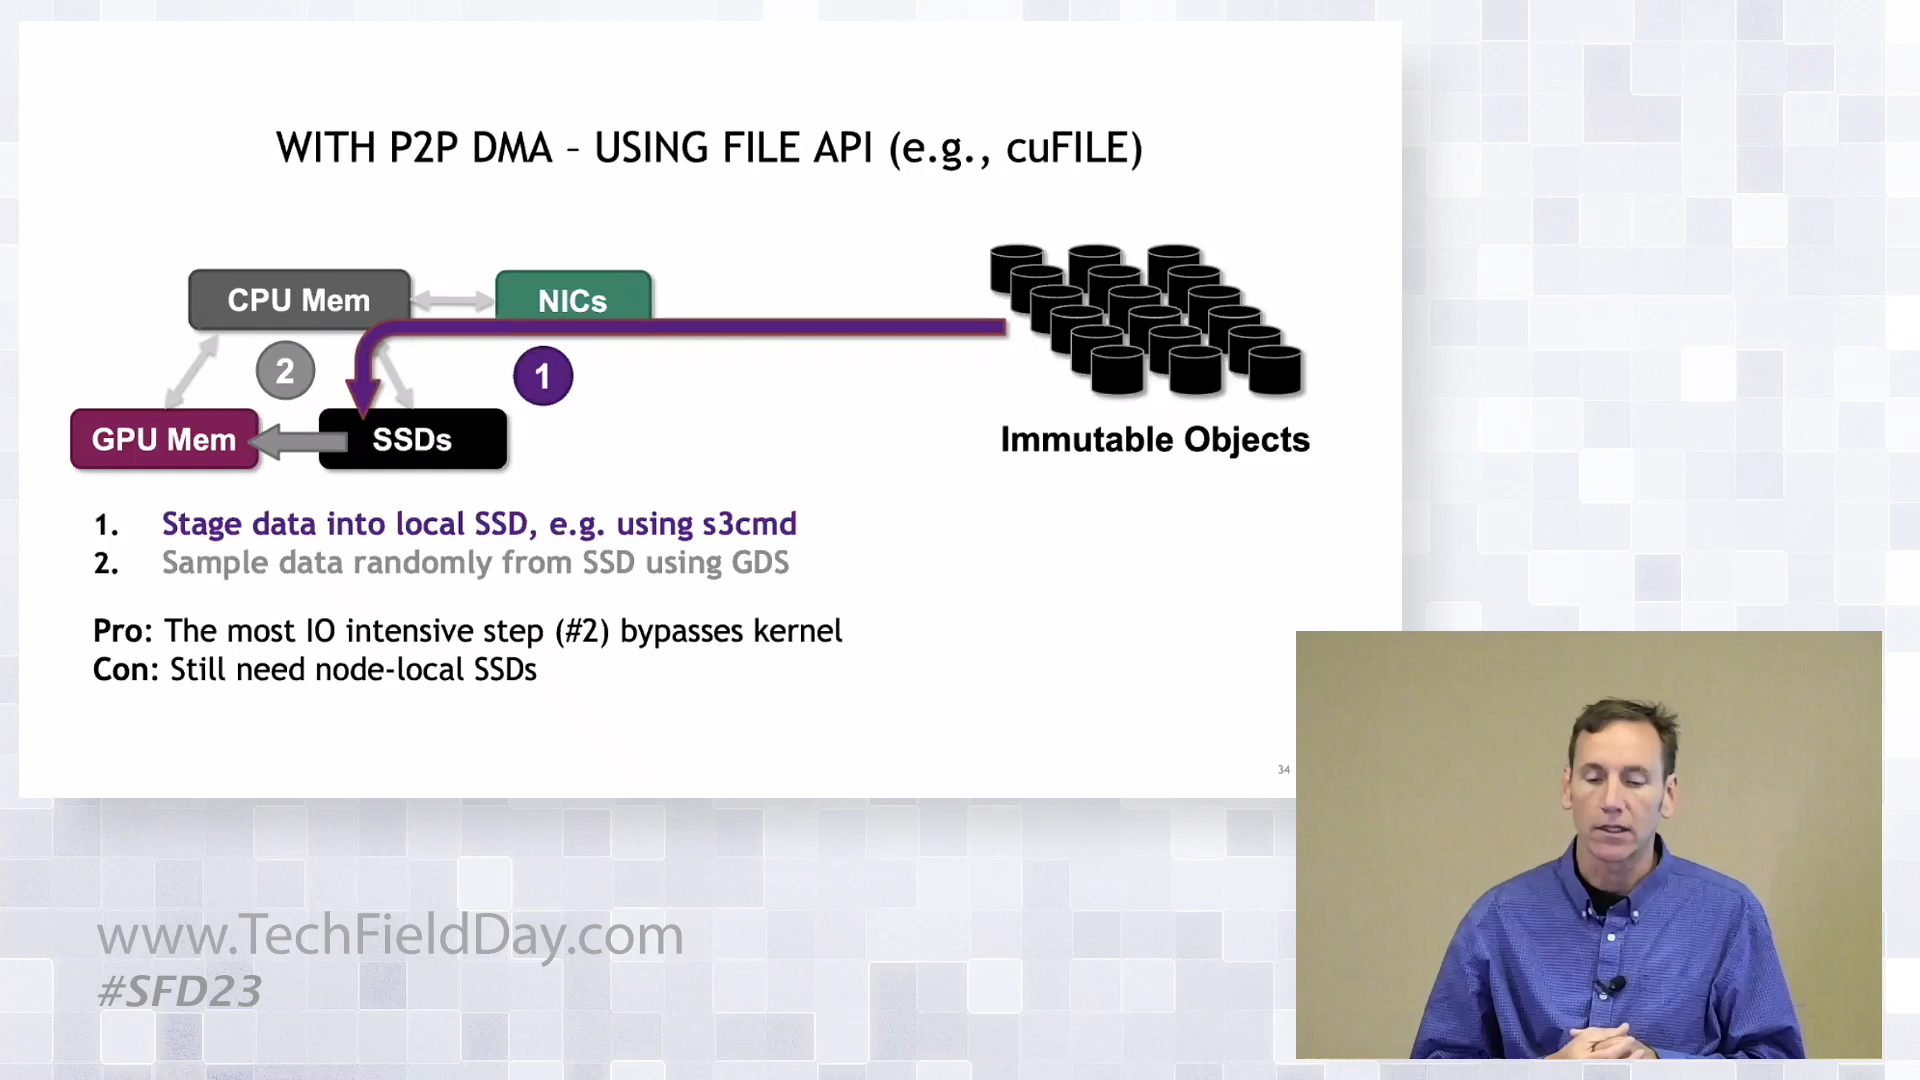 WITH P2P DMA – USING FILE API (e.g., cuFILE)
CPU Mem
NICs
2
1
GPU Mem
SSDs
Immutable Objects
1. Stage data into local SSD, e.g. using s3cmd
2. Sample data randomly from SSD using GDS
Pro: The most IO intensive step (#2) bypasses kernel
Con: Still need node-local SSDs
34
www.TechFieldDay.com
#SFD23